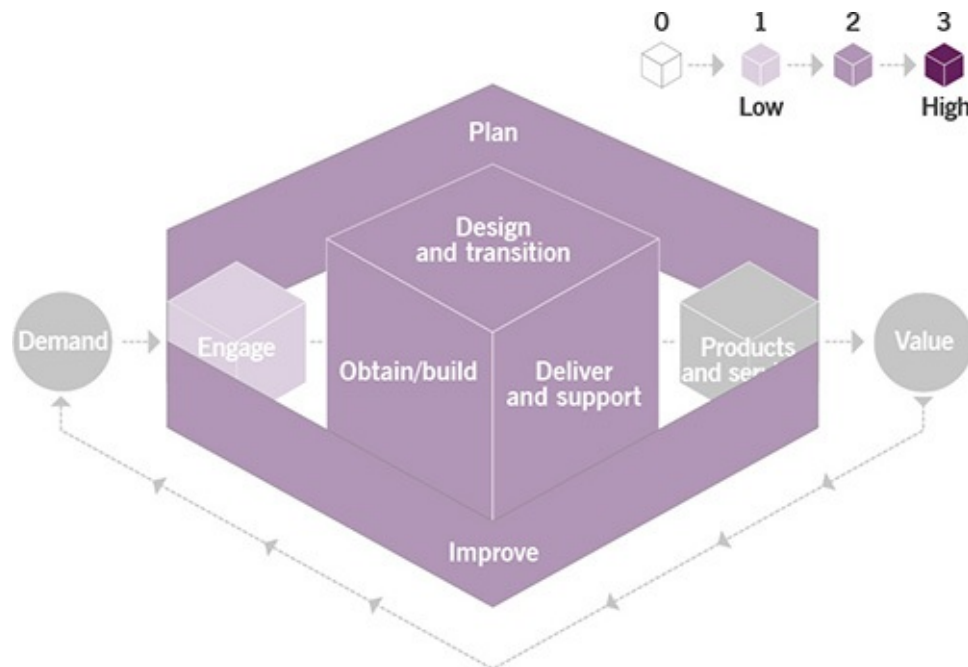 0 1 2 3
Low High
Plan
Design
and transition
Demand
Engage
Obtain/build
Deliver
and support
Products
and
Value
Improve